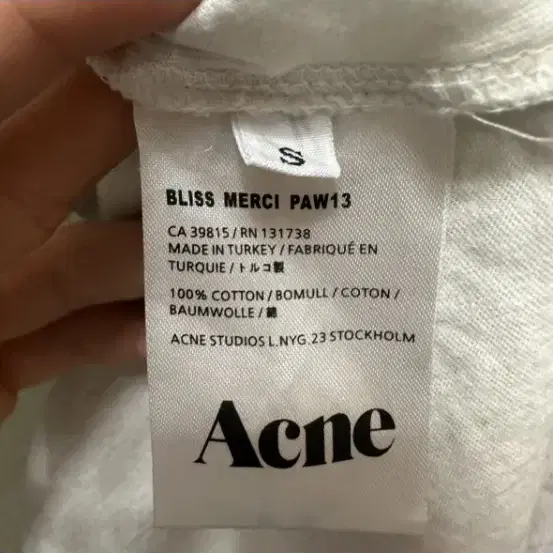 S
BLISS MERCI PAW13
CA 39815/RN 131738
MADE IN TURKEY/FABRIQUÉ EN
TURQUIE/トルコ製
100% COTTON/BOMULL/COTON/
BAUMWOLLE/綿
ACNE STUDIOS L.NYG.23 STOCKHOLM
Acne